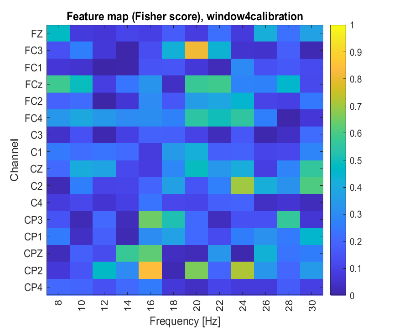 Feature map (Fisher score), window4calibration
Channel
FZ
FC3
FC1
FCz
FC2
FC4
C3
C1
CZ
C2
C4
CP3
CP1
CPZ
CP2
CP4
8 10 12 14 16 18 20 22 24 26 28 30
Frequency [Hz]
1
0.9
0.8
0.7
0.6
0.5
0.4
0.3
0.2
0.1
0